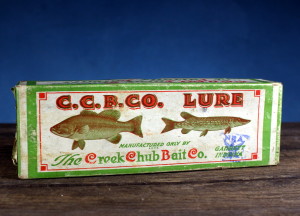 C.C.B.CO. LURE
MANUFACTURED ONLY BY
The Creek Chub Bait Co.
GARRETT
INDIANA